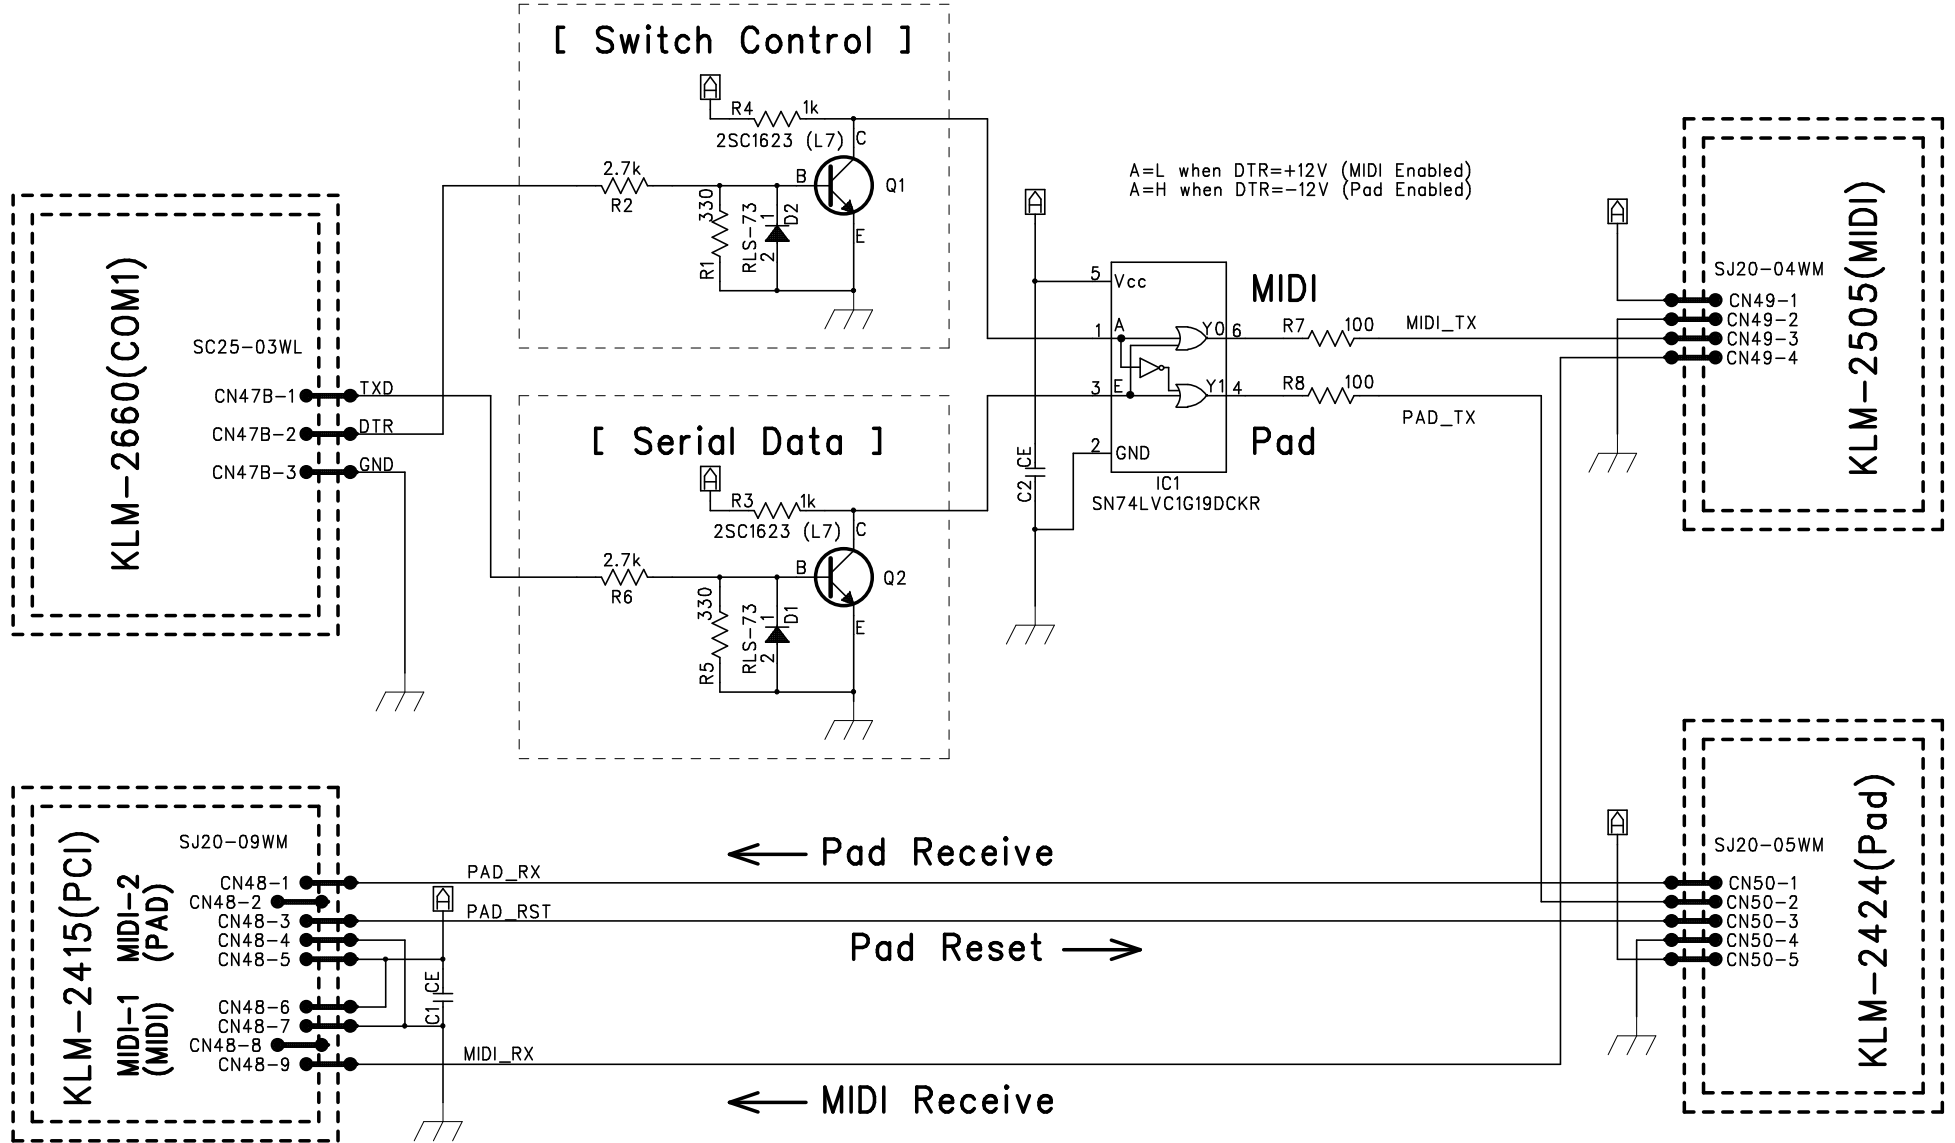 [ Switch Control ]
A
R4 1k
2SC1623 (L7)
C
2.7k
R2
B
Q1
330
R1
RLS-73
1
2
D2
E
KLM-2660(COM1)
SC25-03WL
CN47B-1 TXD
CN47B-2 DTR
CN47B-3 GND
[ Serial Data ]
A
R3 1k
2SC1623 (L7)
C
2.7k
R6
B
Q2
330
R5
RLS-73
1
2
D1
E
A=L when DTR=+12V (MIDI Enabled)
A=H when DTR=-12V (Pad Enabled)
A
5 Vcc
MIDI
1 A Y0 6
R7 100
MIDI_TX
3 E Y1 4
R8 100
PAD_TX
Pad
2 GND
C2 CE
IC1
SN74LVC1G19DCKR
A
KLM-2505(MIDI)
SJ20-04WM
CN49-1
CN49-2
CN49-3
CN49-4
KLM-2415(PCI)
SJ20-09WM
MIDI-2
(PAD)
MIDI-1
(MIDI)
CN48-1 PAD_RX
CN48-2
CN48-3 PAD_RST
CN48-4
CN48-5
CN48-6
CN48-7
CN48-8
CN48-9 MIDI_RX
A
C1 CE
Pad Receive
Pad Reset
MIDI Receive
A
KLM-2424(Pad)
SJ20-05WM
CN50-1
CN50-2
CN50-3
CN50-4
CN50-5